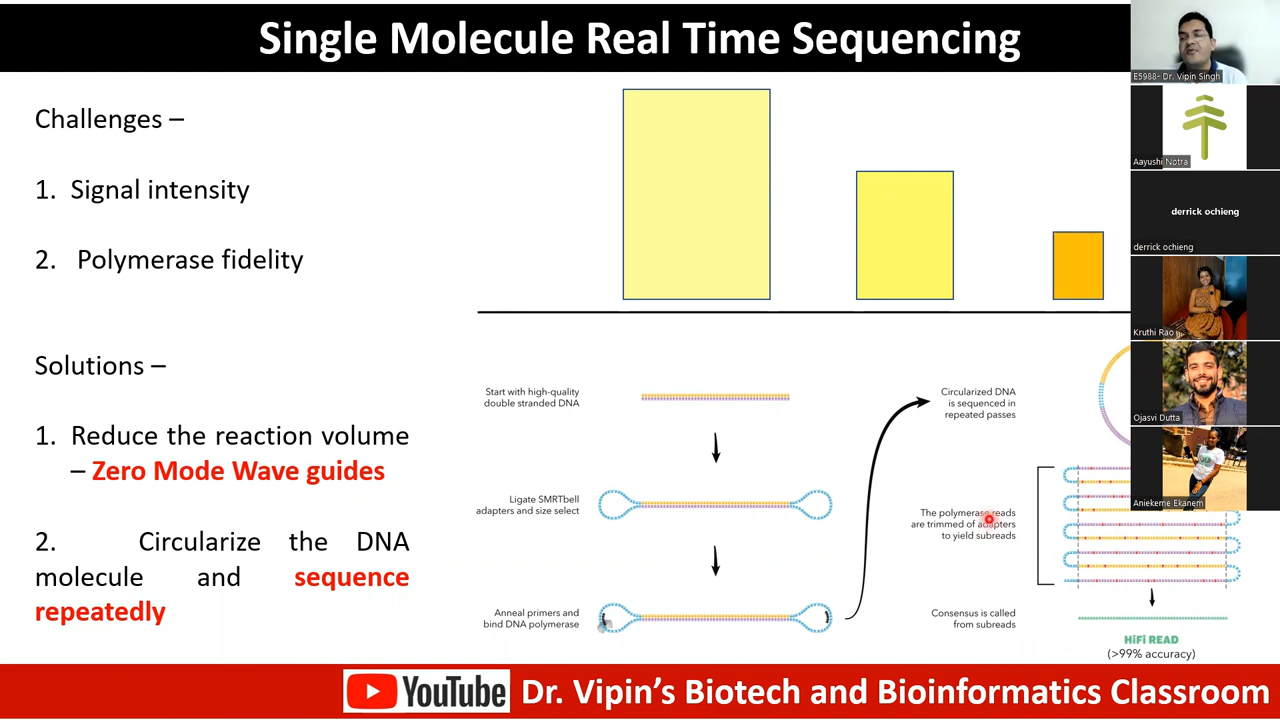 Single Molecule Real Time Sequencing
Challenges –
1. Signal intensity
2. Polymerase fidelity
Solutions –
1. Reduce the reaction volume
– Zero Mode Wave guides
2. Circularize the DNA
molecule and sequence
repeatedly
Start with high-quality
double stranded DNA
Ligate SMRTbell
adapters and size select
Anneal primers and
bind DNA polymerase
Circularized DNA
is sequenced in
repeated passes
The polymerase reads
are trimmed of adapters
to yield subreads
Consensus is called
from subreads
HiFi READ
(>99% accuracy)
E5988- Dr. Vipin Singh
Aayushi Notra
derrick ochieng
derrick ochieng
Kruthi Rao
Ojasvi Dutta
Aniekeme Ekanem
YouTube Dr. Vipin's Biotech and Bioinformatics Classroom